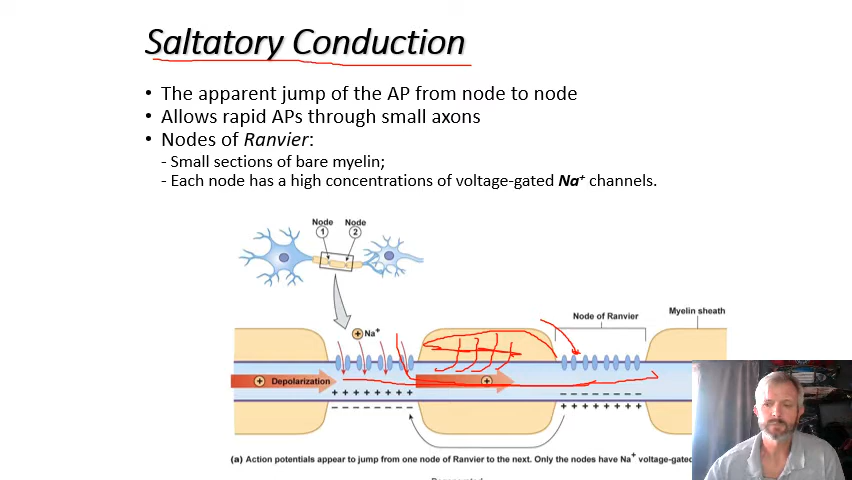 Saltatory Conduction
• The apparent jump of the AP from node to node
• Allows rapid APs through small axons
• Nodes of Ranvier:
- Small sections of bare myelin;
- Each node has a high concentrations of voltage-gated Na+ channels.
Node Node
1 2
+ Na+
Node of Ranvier
Myelin sheath
+ Depolarization
+
+ + + + + + + +
– – – – – – – –
– – – – – – – –
+ + + + + + + +
(a) Action potentials appear to jump from one node of Ranvier to the next. Only the nodes have Na+ voltage-gated